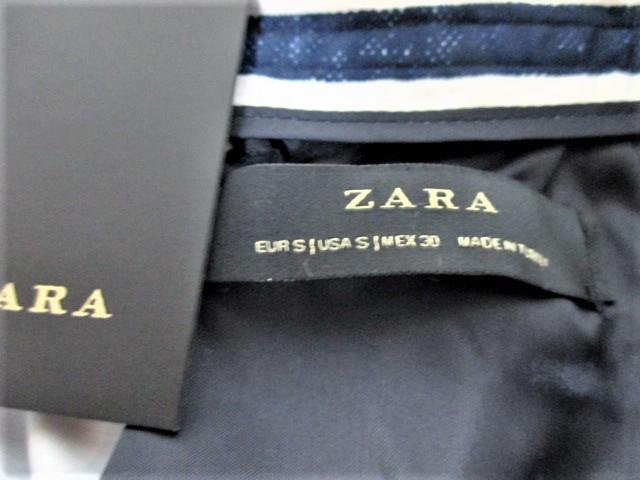 ZARA
EUR S | USA S | MEX 30 MADE IN TURKEY
ARA